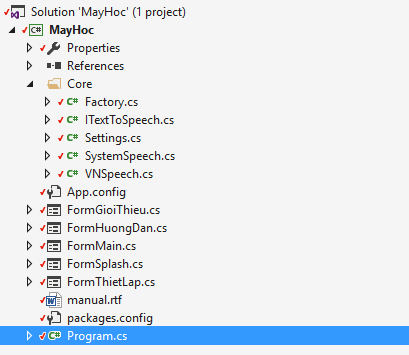 Solution 'MayHoc' (1 project)
C# MayHoc
Properties
References
Core
C# Factory.cs
C# ITextToSpeech.cs
C# Settings.cs
C# SystemSpeech.cs
C# VNSpeech.cs
App.config
FormGioiThieu.cs
FormHuongDan.cs
FormMain.cs
FormSplash.cs
FormThietLap.cs
manual.rtf
packages.config
C# Program.cs